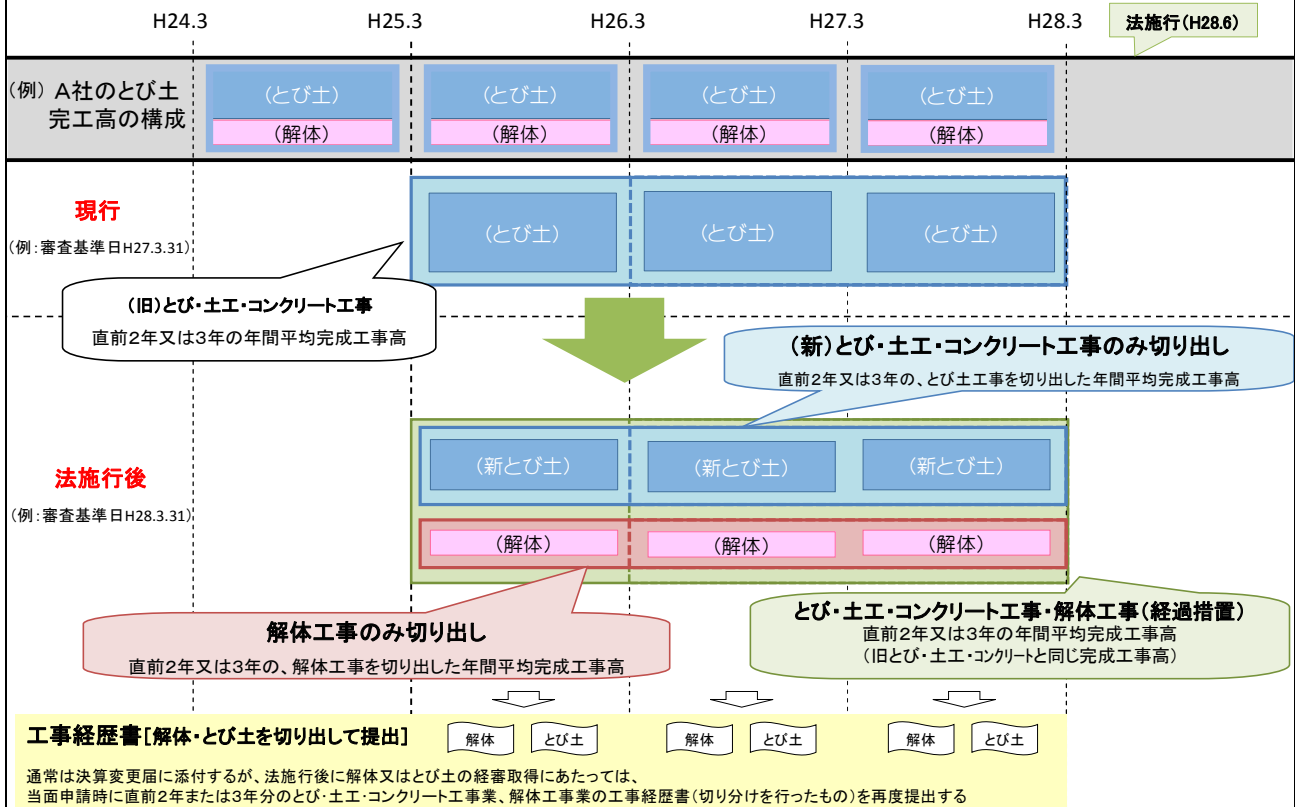 H24.3
H25.3
H26.3
H27.3
H28.3
法施行(H28.6)
(例) A社のとび土
完工高の構成
(とび土)
(解体)
(とび土)
(解体)
(とび土)
(解体)
(とび土)
(解体)
現行
(例:審査基準日H27.3.31)
(とび土)
(とび土)
(とび土)
(旧)とび・土工・コンクリート工事
直前2年又は3年の年間平均完成工事高
(新)とび・土工・コンクリート工事のみ切り出し
直前2年又は3年の、とび土工事を切り出した年間平均完成工事高
法施行後
(例:審査基準日H28.3.31)
(新とび土)
(新とび土)
(新とび土)
(解体)
(解体)
(解体)
解体工事のみ切り出し
直前2年又は3年の、解体工事を切り出した年間平均完成工事高
とび・土工・コンクリート工事・解体工事(経過措置)
直前2年又は3年の年間平均完成工事高
(旧とび・土工・コンクリートと同じ完成工事高)
工事経歴書[解体・とび土を切り出して提出]
解体
とび土
解体
とび土
解体
とび土
通常は決算変更届に添付するが、法施行後に解体又はとび土の経審取得にあたっては、
当面申請時に直前2年または3年分のとび・土工・コンクリート工事業、解体工事業の工事経歴書(切り分けを行ったもの)を再度提出する